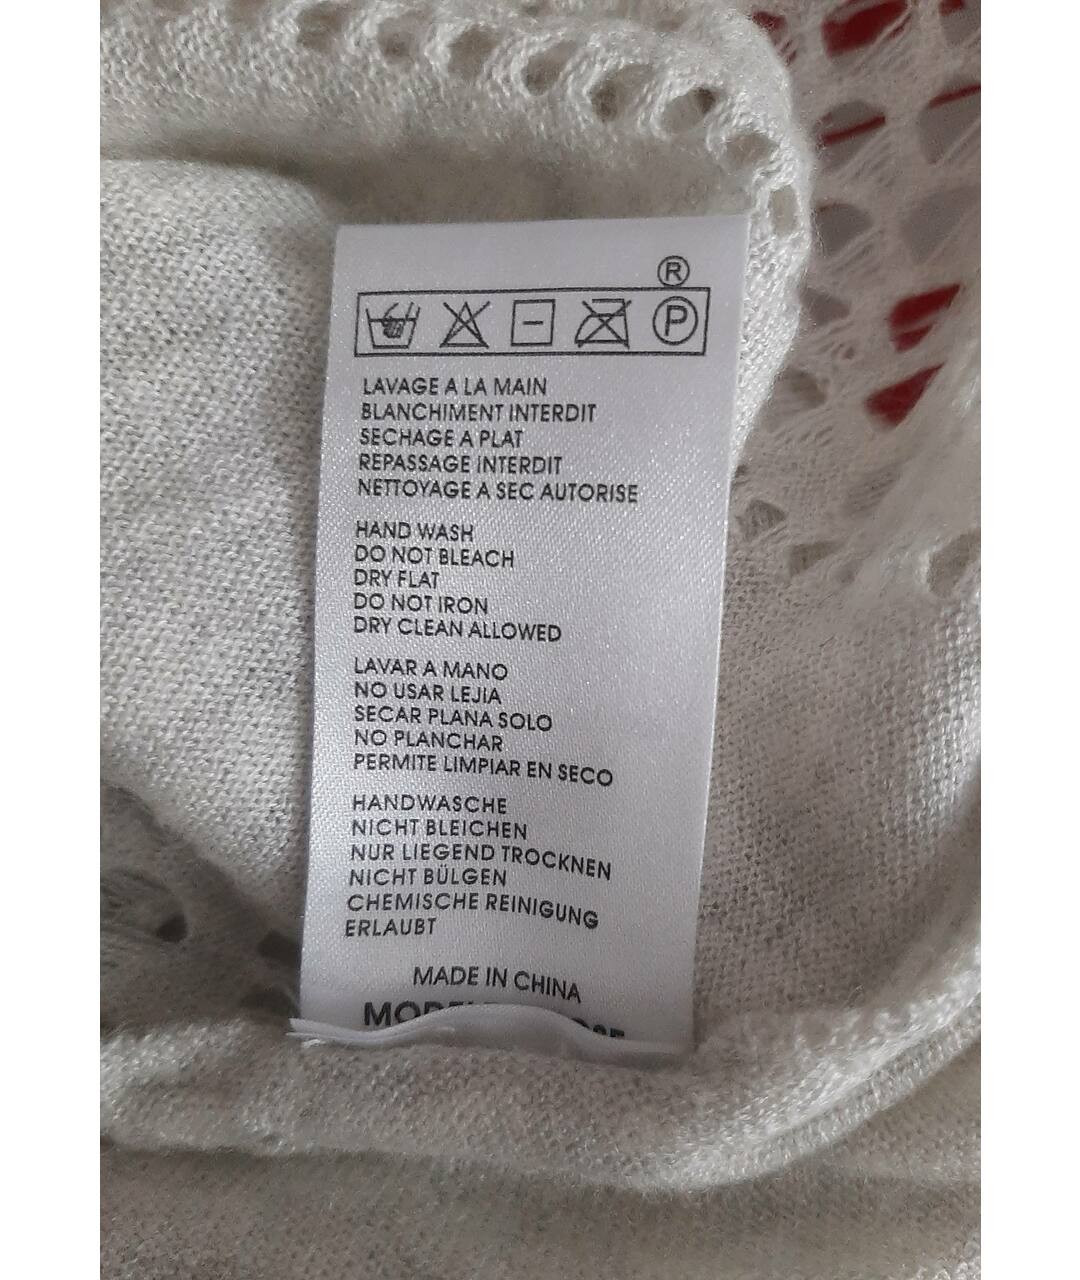 ®
P
LAVAGE A LA MAIN
BLANCHIMENT INTERDIT
SECHAGE A PLAT
REPASSAGE INTERDIT
NETTOYAGE A SEC AUTORISE
HAND WASH
DO NOT BLEACH
DRY FLAT
DO NOT IRON
DRY CLEAN ALLOWED
LAVAR A MANO
NO USAR LEJIA
SECAR PLANA SOLO
NO PLANCHAR
PERMITE LIMPIAR EN SECO
HANDWASCHE
NICHT BLEICHEN
NUR LIEGEND TROCKNEN
NICHT BÜLGEN
CHEMISCHE REINIGUNG
ERLAUBT
MADE IN CHINA